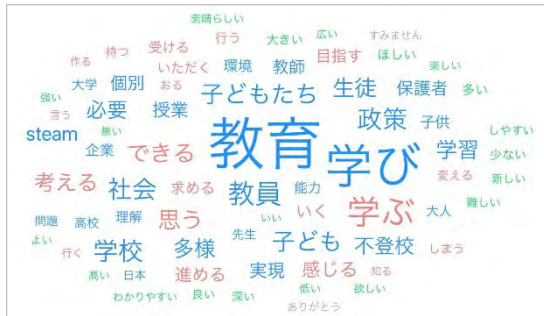 素晴らしい
作る 持つ 受ける 行う 大きい 広い すみません
大学 個別 いただく 環境 教師 目指す ほしい 楽しい
強い おる 子どもたち 生徒 保護者 多い
言う 必要 授業 政策 子供
steam 無い 教育 学び 学習 しやすい
企業 できる 少ない
考える 社会 求める 教員 能力 学ぶ 変える 新しい
問題 高校 理解 思う いい いく 大人 難しい
よい 先生 子ども 不登校
行く 学校 多様 しまう
高い 日本 進める 実現 感じる 知る
わかりやすい 良い 深い 低い 欲しい
ありがとう